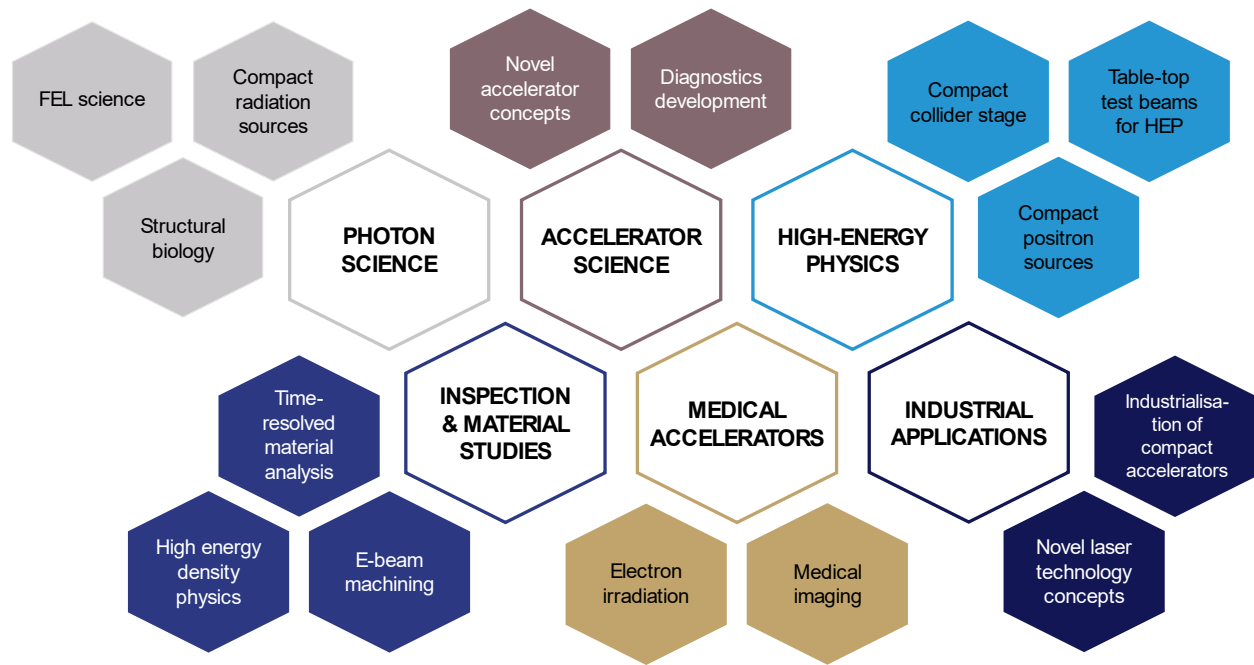 FEL science
Compact
radiation
sources
Structural
biology
PHOTON
SCIENCE
Novel
accelerator
concepts
Diagnostics
development
ACCELERATOR
SCIENCE
Compact
collider stage
Table-top
test beams
for HEP
Compact
positron
sources
HIGH-ENERGY
PHYSICS
Time-
resolved
material
analysis
High energy
density
physics
E-beam
machining
INSPECTION
& MATERIAL
STUDIES
MEDICAL
ACCELERATORS
Electron
irradiation
Medical
imaging
INDUSTRIAL
APPLICATIONS
Industrialisa-
tion of
compact
accelerators
Novel laser
technology
concepts